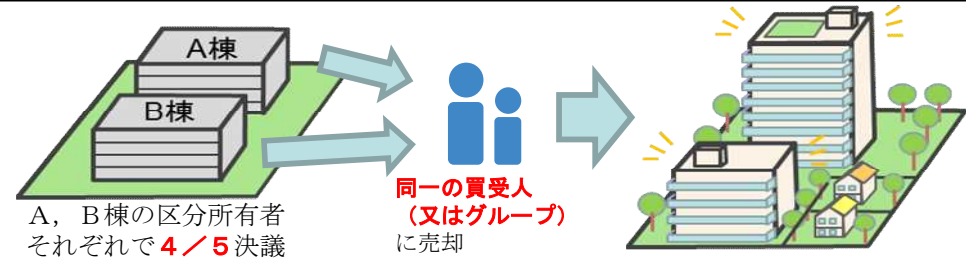 A棟
B棟
A，B棟の区分所有者
それぞれで４／５決議
同一の買受人
（又はグループ）
に売却